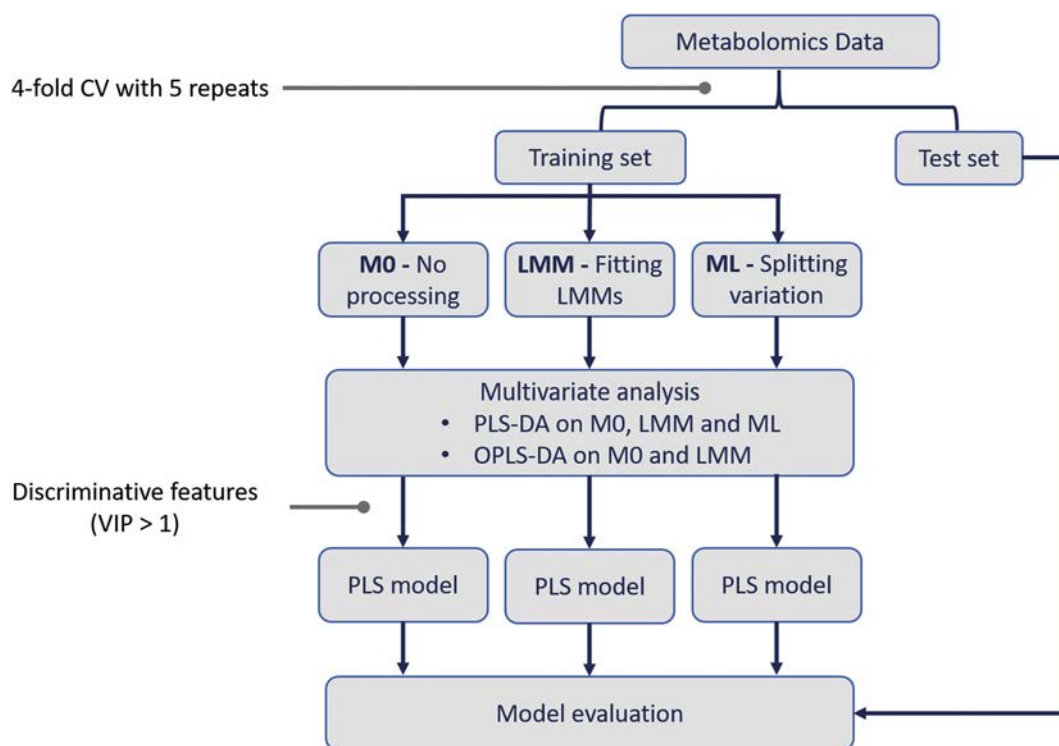 Metabolomics Data
4-fold CV with 5 repeats
Training set
Test set
M0 - No
processing
LMM - Fitting
LMMs
ML - Splitting
variation
Multivariate analysis
• PLS-DA on M0, LMM and ML
• OPLS-DA on M0 and LMM
Discriminative features
(VIP > 1)
PLS model
PLS model
PLS model
Model evaluation